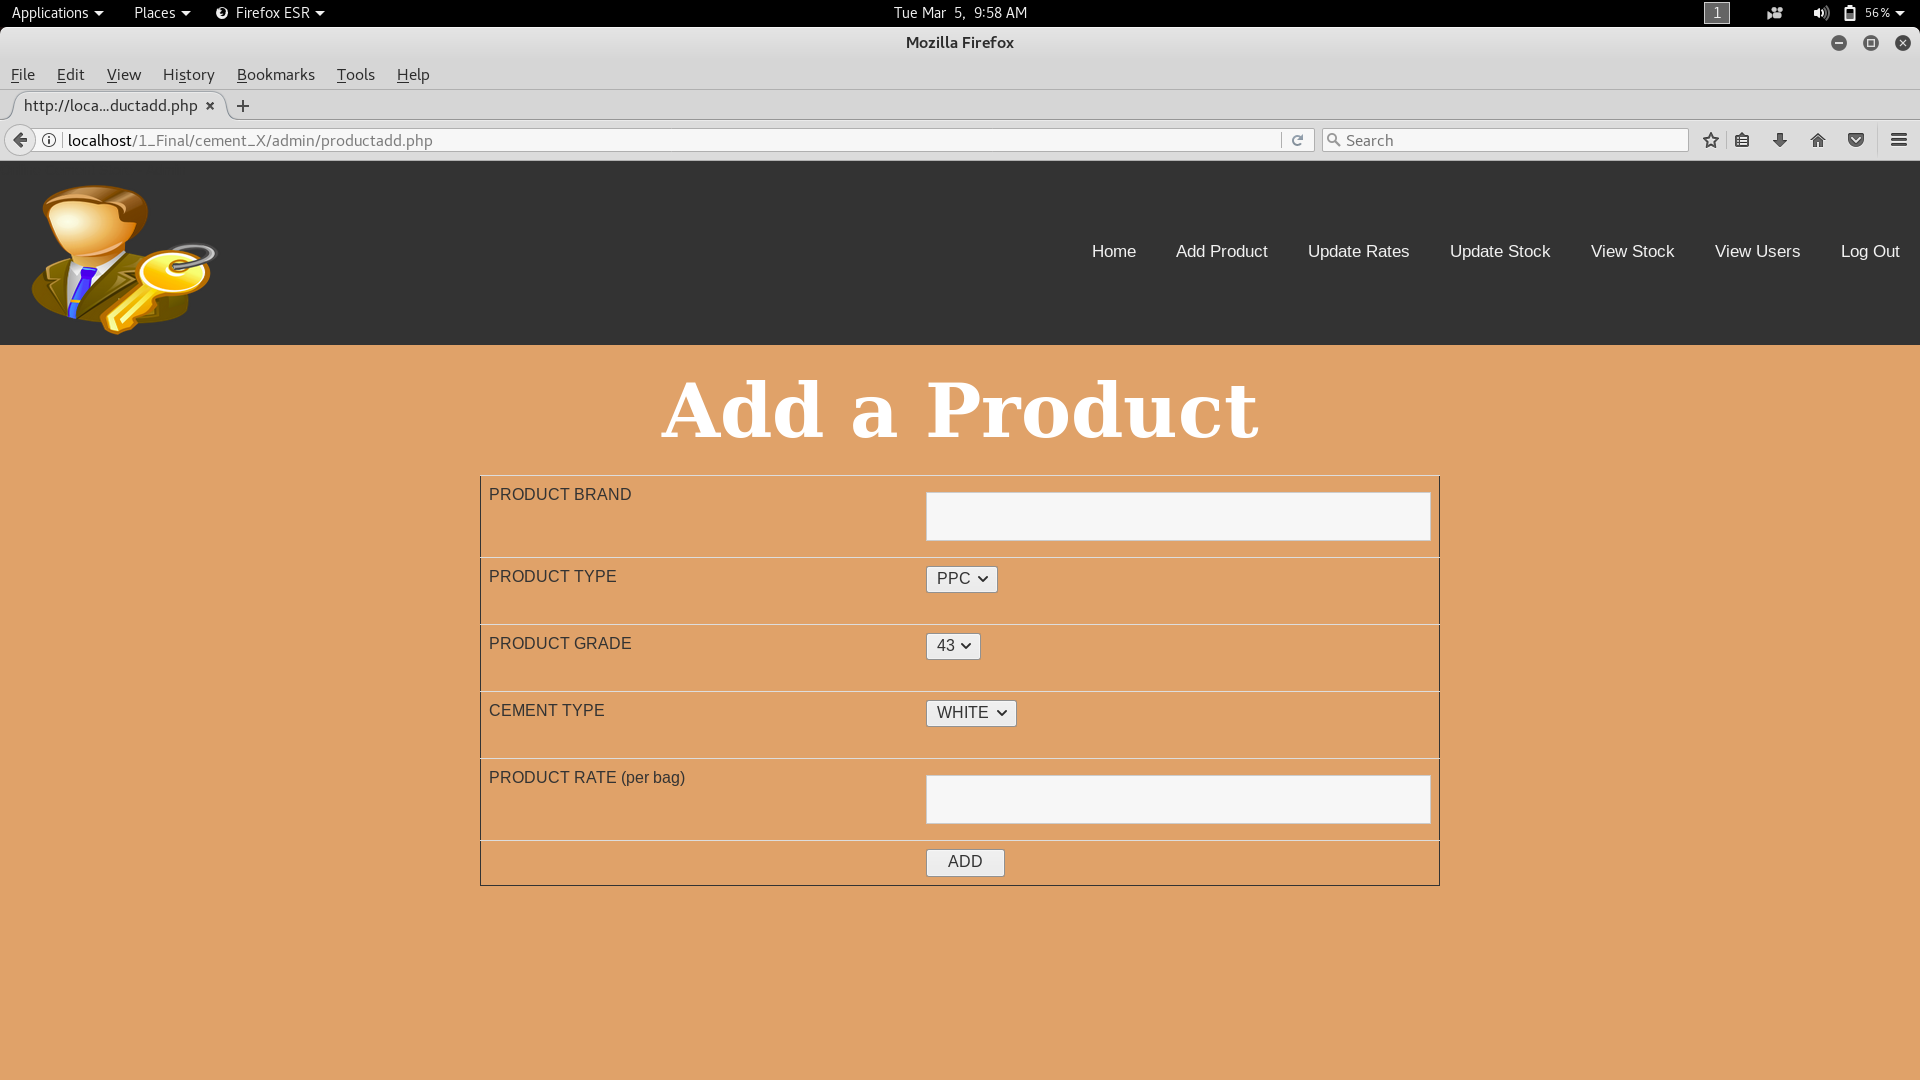 Applications Places Firefox ESR Tue Mar 5, 9:58 AM 1 56%
Mozilla Firefox
File Edit View History Bookmarks Tools Help
http://loca...ductadd.php
localhost/1_Final/cement_X/admin/productadd.php Search
Home Add Product Update Rates Update Stock View Stock View Users Log Out
Add a Product
PRODUCT BRAND
PRODUCT TYPE PPC
PRODUCT GRADE 43
CEMENT TYPE WHITE
PRODUCT RATE (per bag)
ADD